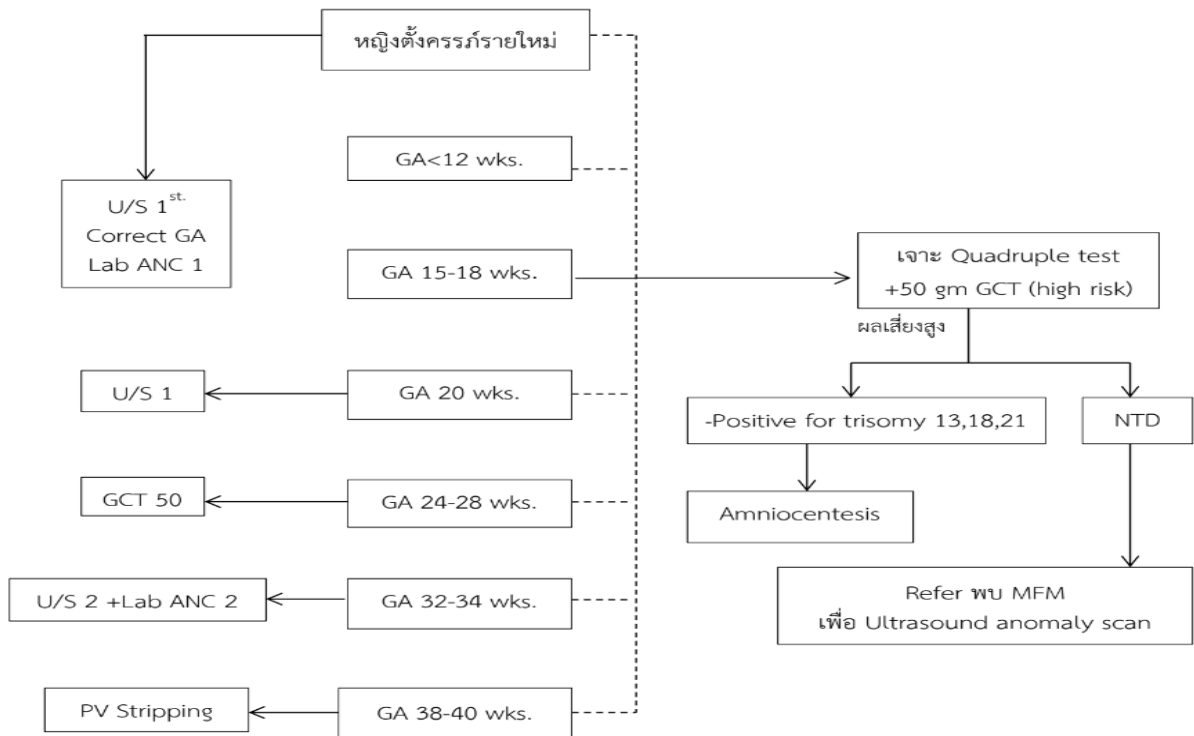 หญิงตั้งครรภ์รายใหม่
GA<12 wks.
U/S 1st.
Correct GA
Lab ANC 1
GA 15-18 wks.
เจาะ Quadruple test
+50 gm GCT (high risk)
ผลเสี่ยงสูง
U/S 1
GA 20 wks.
-Positive for trisomy 13,18,21
NTD
GCT 50
GA 24-28 wks.
Amniocentesis
U/S 2 +Lab ANC 2
GA 32-34 wks.
Refer พบ MFM
เพื่อ Ultrasound anomaly scan
PV Stripping
GA 38-40 wks.